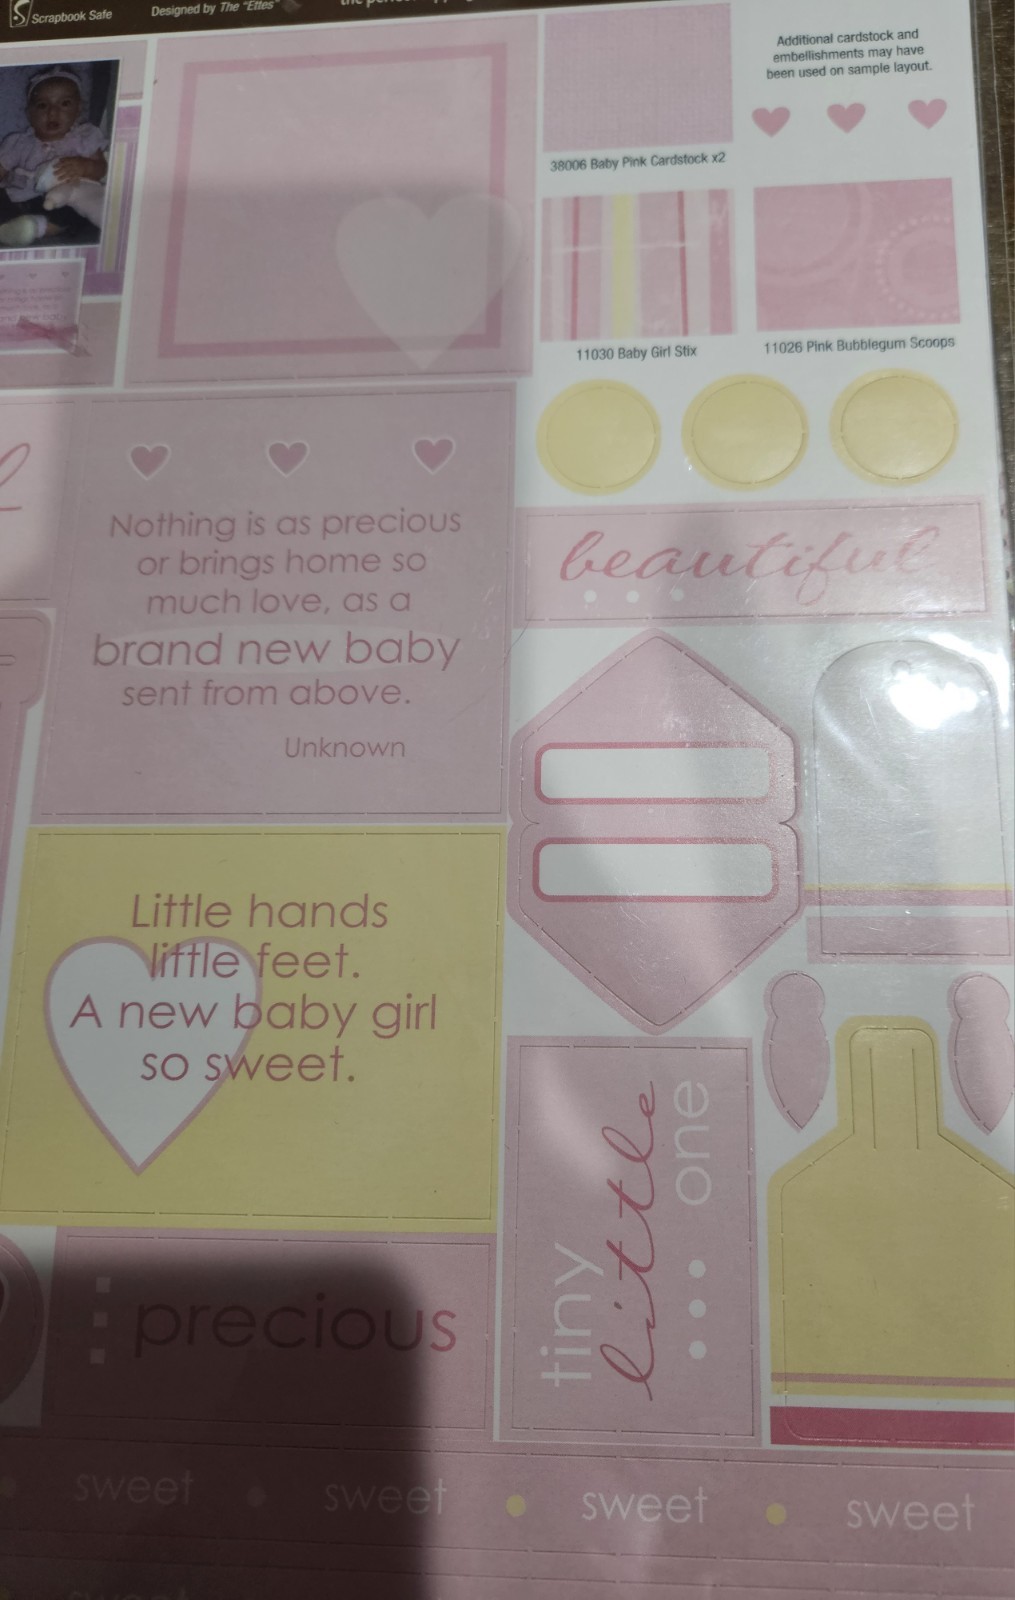 Scrapbook Safe
Designed by The "Ettes"
Additional cardstock and
embellishments may have
been used on sample layout.
38006 Baby Pink Cardstock x2
11030 Baby Girl Stix
11026 Pink Bubblegum Scoops
Nothing is as precious
or brings home so
much love, as a
brand new baby
sent from above.
Unknown
beautiful
Little hands
little feet.
A new baby girl
so sweet.
tiny
little
one
precious
sweet
sweet
sweet
sweet